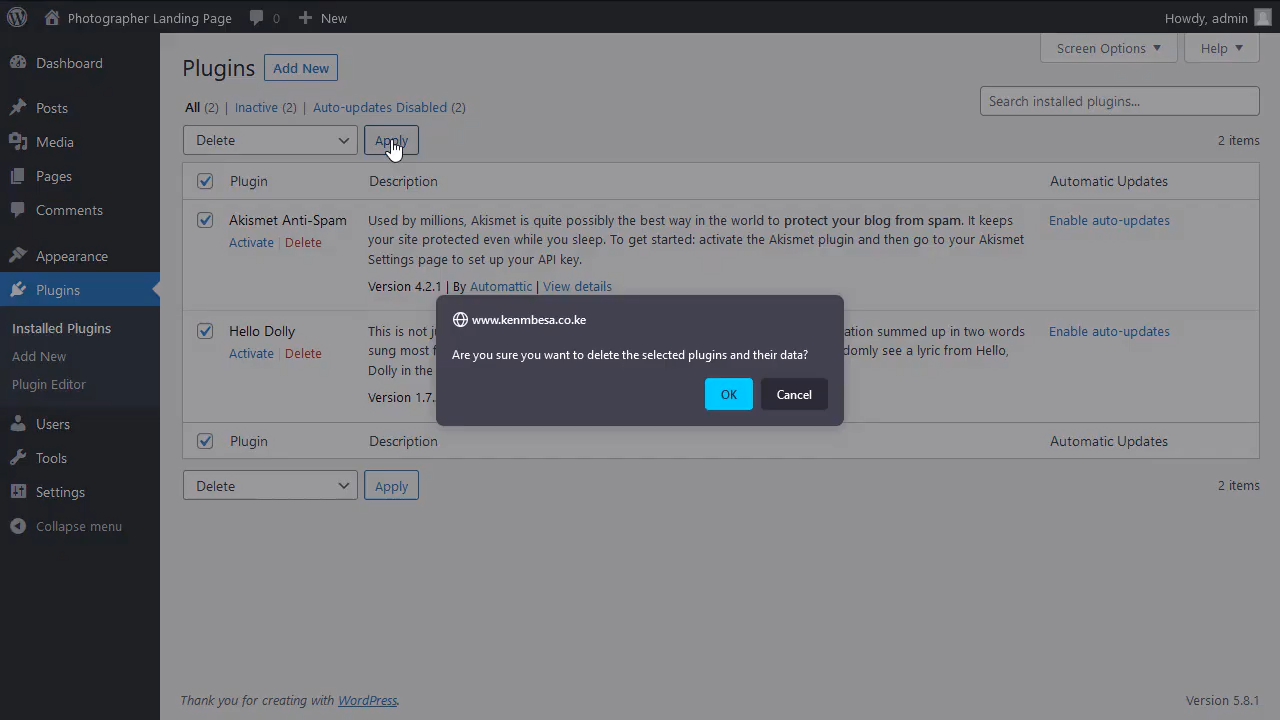 Photographer Landing Page 0 New Howdy, admin
Dashboard
Posts
Media
Pages
Comments
Appearance
Plugins
Installed Plugins
Add New
Plugin Editor
Users
Tools
Settings
Collapse menu
Screen Options Help
Plugins Add New
All (2) | Inactive (2) | Auto-updates Disabled (2)
Search installed plugins...
Delete Apply 2 items
Plugin Description Automatic Updates
Akismet Anti-Spam
Activate | Delete
Used by millions, Akismet is quite possibly the best way in the world to protect your blog from spam. It keeps
your site protected even while you sleep. To get started: activate the Akismet plugin and then go to your Akismet
Settings page to set up your API key.
Version 4.2.1 | By Automattic | View details
Enable auto-updates
Hello Dolly
Activate | Delete
This is not ation summed up in two words
sung most domly see a lyric from Hello,
Dolly in the
Version 1.7.
Enable auto-updates
www.kenmbesa.co.ke
Are you sure you want to delete the selected plugins and their data?
OK Cancel
Plugin Description Automatic Updates
Delete Apply 2 items
Thank you for creating with WordPress. Version 5.8.1